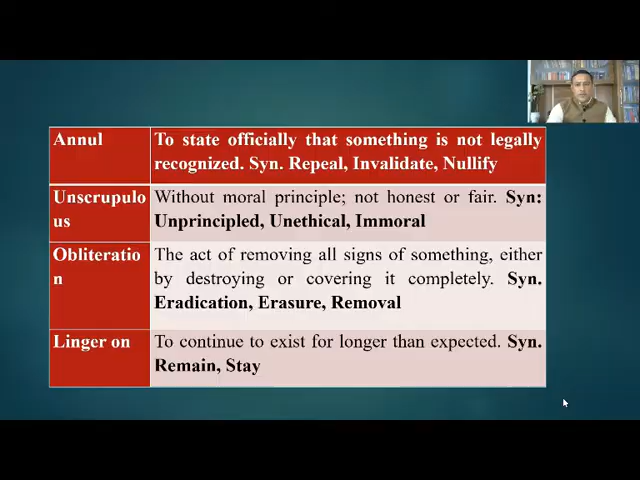 Annul
To state officially that something is not legally
recognized. Syn. Repeal, Invalidate, Nullify
Unscrupulo
us
Without moral principle; not honest or fair. Syn:
Unprincipled, Unethical, Immoral
Obliteratio
n
The act of removing all signs of something, either
by destroying or covering it completely. Syn.
Eradication, Erasure, Removal
Linger on
To continue to exist for longer than expected. Syn.
Remain, Stay